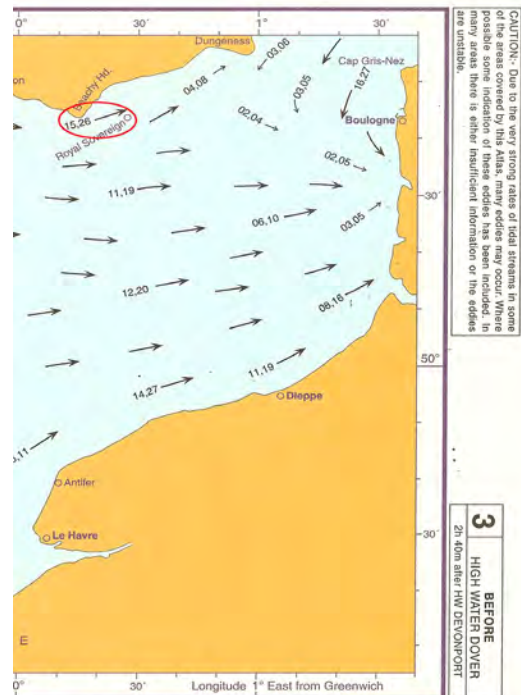 0°
1°
30'
Dungeness
Cap Gris-Nez
on
Beachy Hd.
04,08
03,06
03,05
16,27
15,26
02,04
Boulogne
Royal Sovereign
02,05
11,19
30'
06,10
03,05
12,20
08,16
50°
11,19
14,27
Dieppe
0,11
Antifer
Le Havre
30'
E
0°
30'
Longitude 1° East from Greenwich
30'
CAUTION:- Due to the very strong rates of tidal streams in some
of the areas covered by this Atlas, many eddies may occur. Where
possible some indication of these eddies has been included. In
many areas there is either insufficient information or the eddies
are unstable.
3
BEFORE
HIGH WATER DOVER
2h 40m after HW DEVONPORT